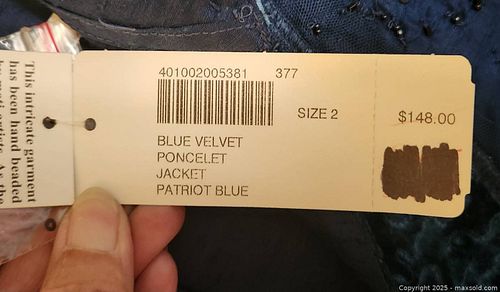 This intricate garment
has been hand beaded
401002005381 377
SIZE 2
$148.00
BLUE VELVET
PONCELET
JACKET
PATRIOT BLUE
Copyright © 2025 - maxsold.com